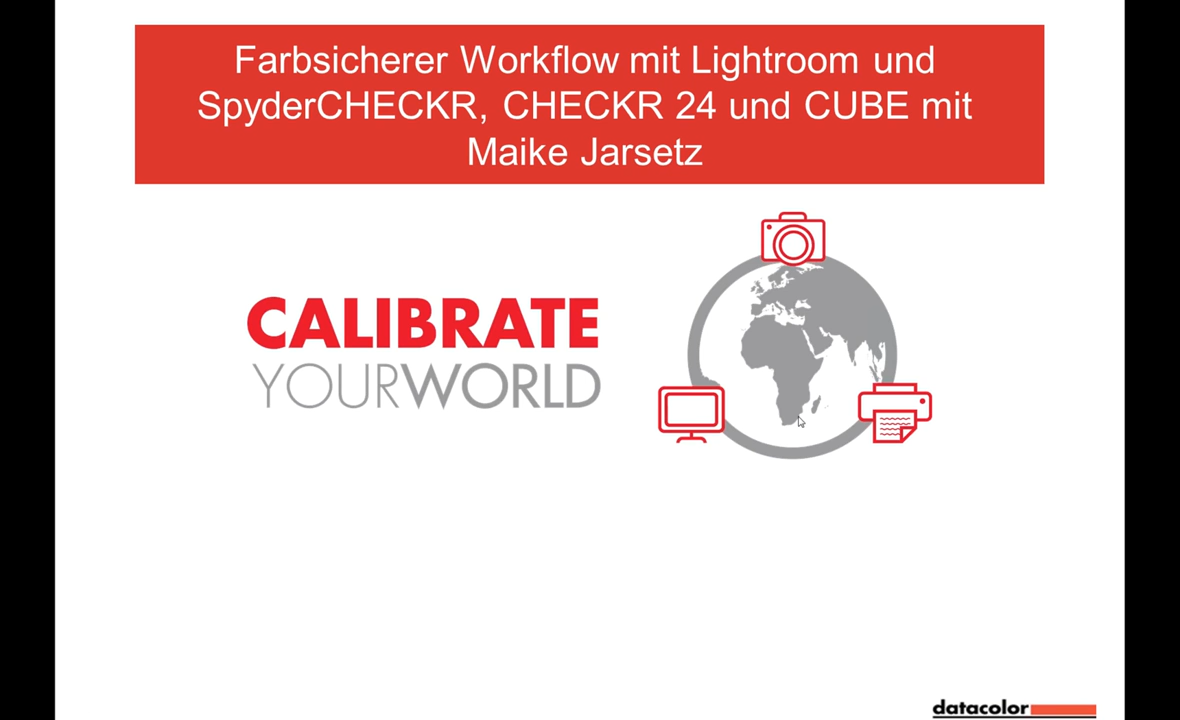 Farbsicherer Workflow mit Lightroom und
SpyderCHECKR, CHECKR 24 und CUBE mit
Maike Jarsetz
CALIBRATE
YOURWORLD
datacolor